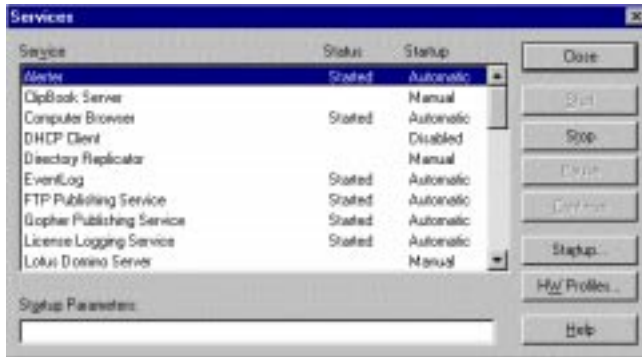 Services
Service Status Startup
Alerter Started Automatic
ClipBook Server Manual
Computer Browser Started Automatic
DHCP Client Disabled
Directory Replicator Manual
EventLog Started Automatic
FTP Publishing Service Started Automatic
Gopher Publishing Service Started Automatic
License Logging Service Started Automatic
Lotus Domino Server Manual
Startup Parameters:
Close
Start
Stop
Pause
Continue
Startup...
HW Profiles...
Help